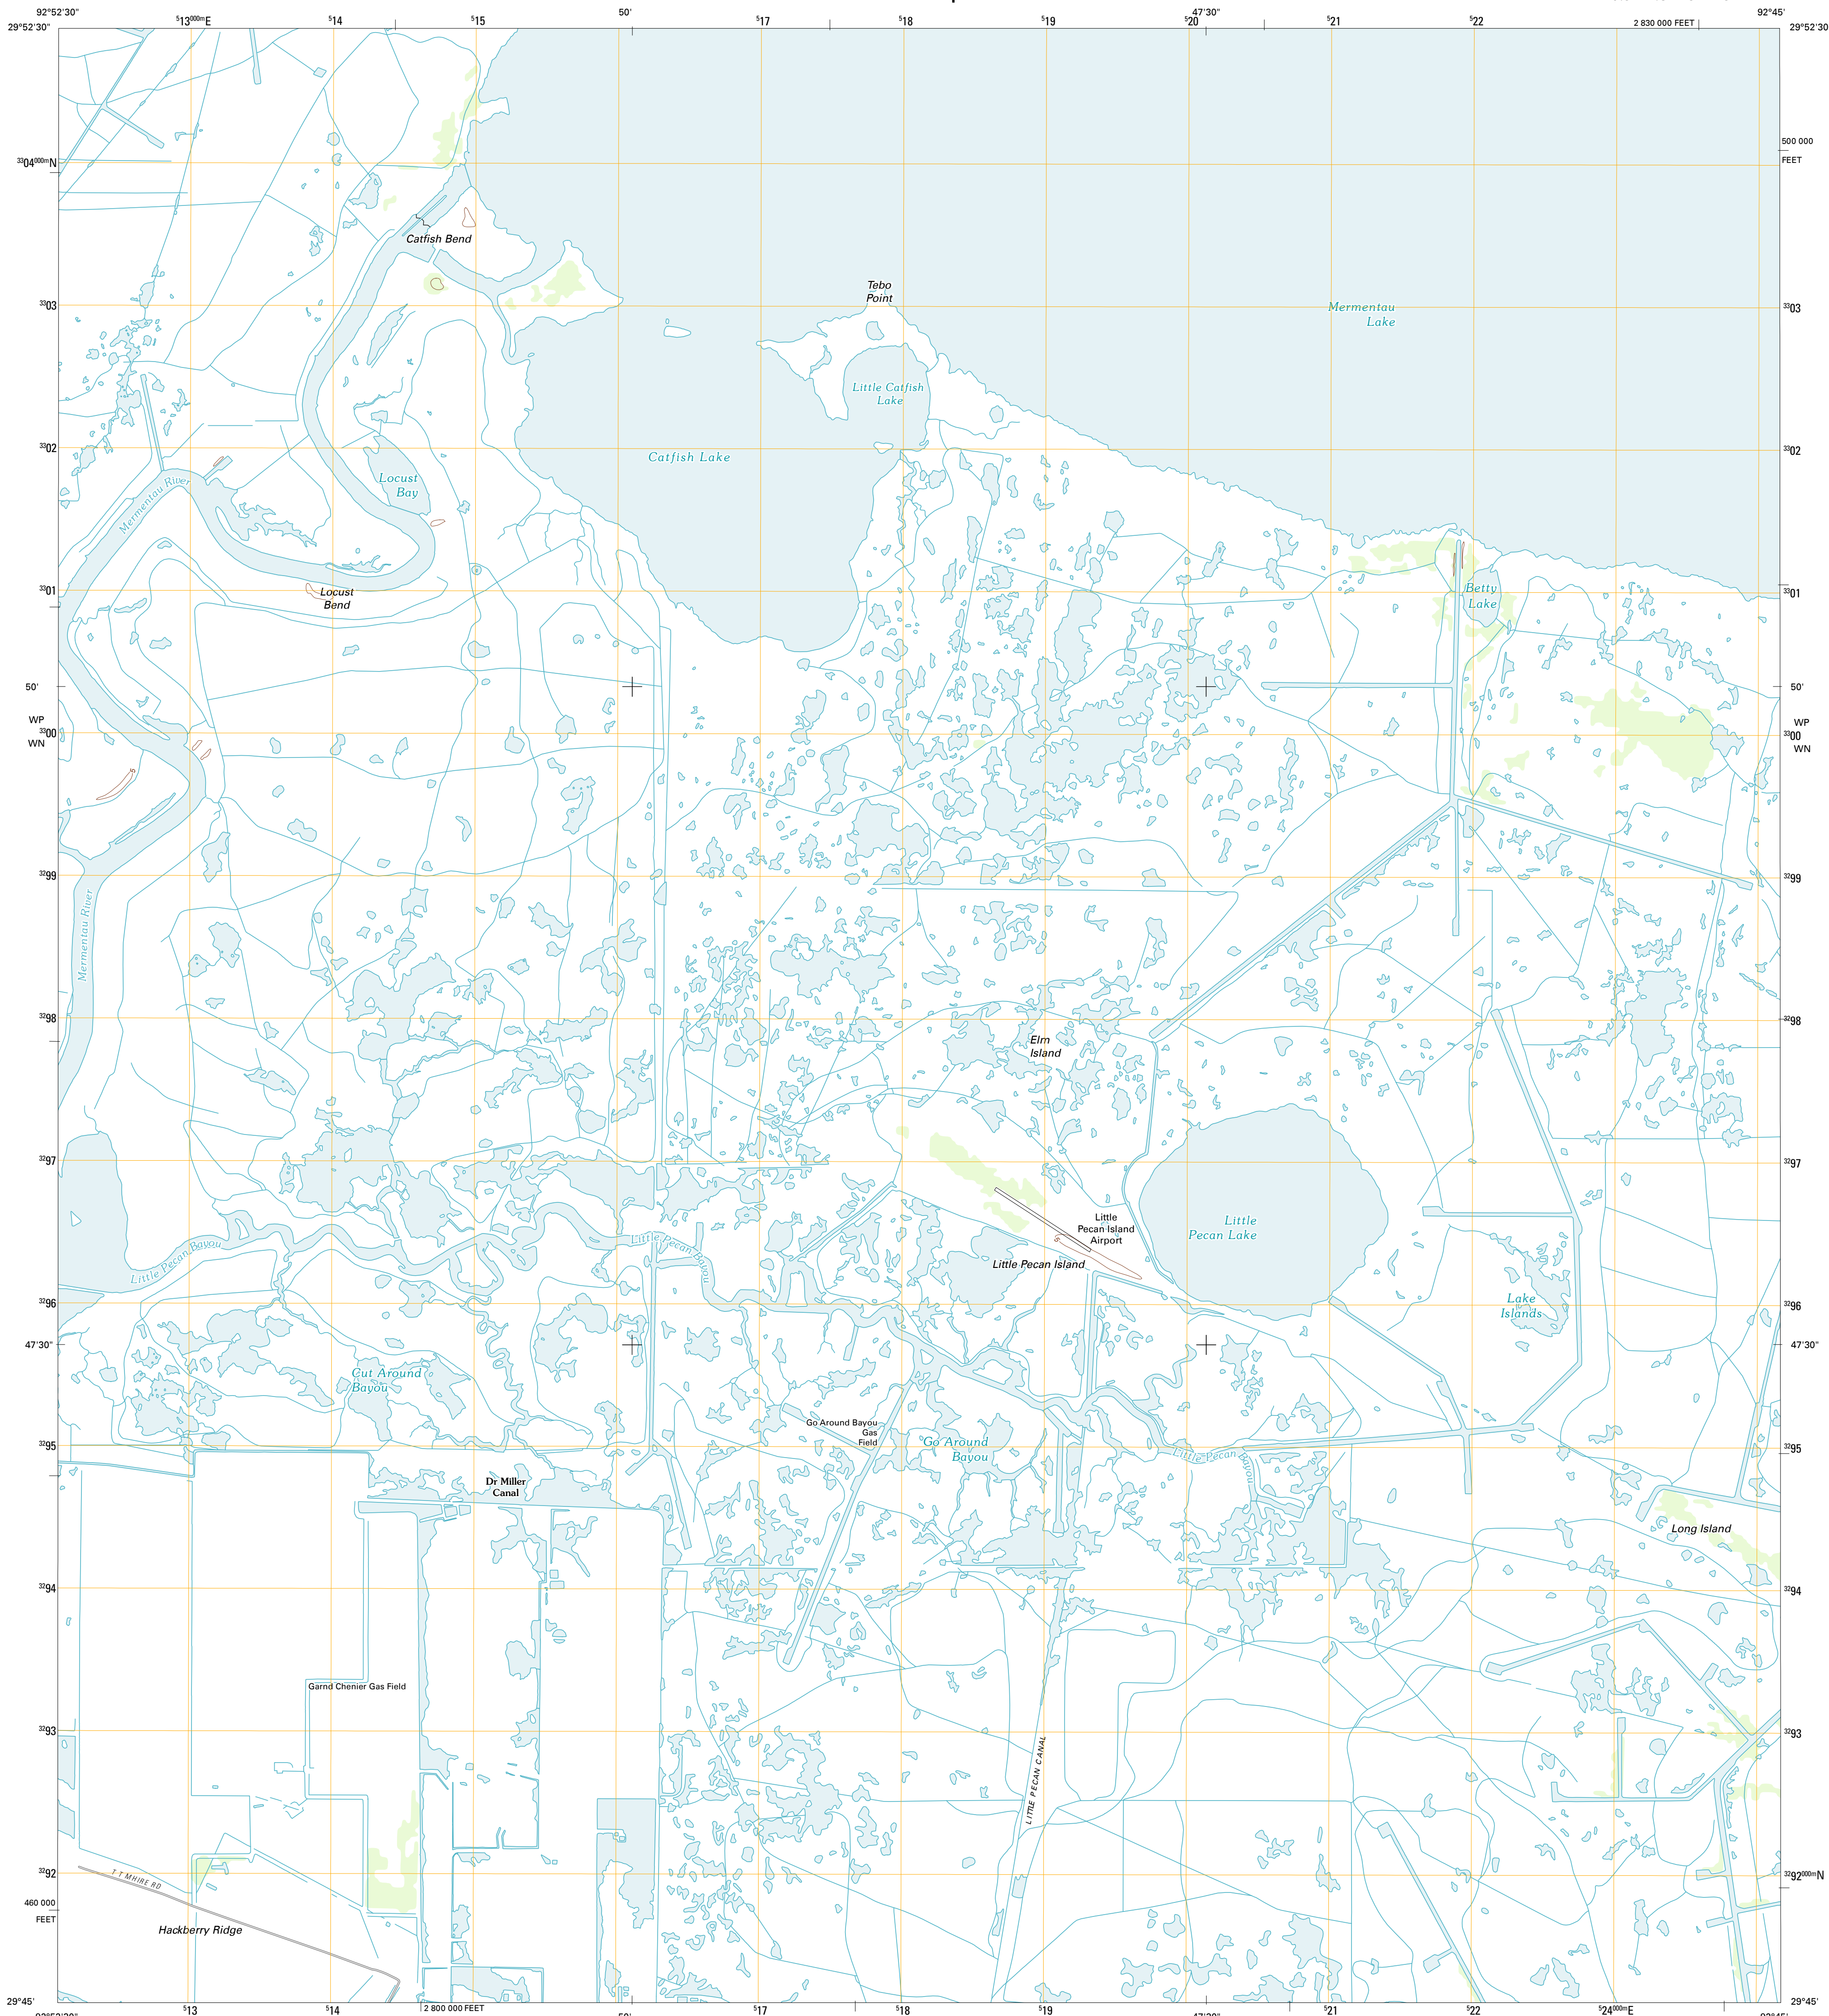 92°52'30"
⁵13⁰⁰⁰ᵐE
⁵14
⁵15
50'
⁵17
⁵18
⁵19
47'30"
⁵20
⁵21
⁵22
2 830 000 FEET
92°45'
29°52'30"
29°52'30
500 000
FEET
³³04⁰⁰⁰ᵐN
Catfish Bend
Tebo
Point
³³03
Mermentau
Lake
³³03
Little Catfish
Lake
³³02
Catfish Lake
³³02
Locust
Bay
Mermentau River
³³01
Locust
Bend
Betty
Lake
³³01
50'
50'
WP
WN
³³00
5
WP
WN
³³00
³²99
³²99
Mermentau River
³²98
³²98
Elm
Island
³²97
³²97
Little
Pecan Island
Airport
Little
Pecan Lake
5
Little Pecan Bayou
Little Pecan Bayou
Little Pecan Island
³²96
Lake
Islands
³²96
47'30"
47'30"
Cut Around
Bayou
Go Around Bayou
Gas
Field
Go Around
Bayou
³²95
Little Pecan Bayou
³²95
Dr Miller
Canal
Long Island
³²94
³²94
Garnd Chenier Gas Field
³²93
³²93
LITTLE PECAN CANAL
³²92
T T MHIRE RD
³²92⁰⁰⁰ᵐN
460 000
FEET
Hackberry Ridge
29°45'
29°45'
⁵13
⁵14
2 800 000 FEET
⁵17
⁵18
⁵19
⁵21
⁵22
⁵24⁰⁰⁰ᵐE